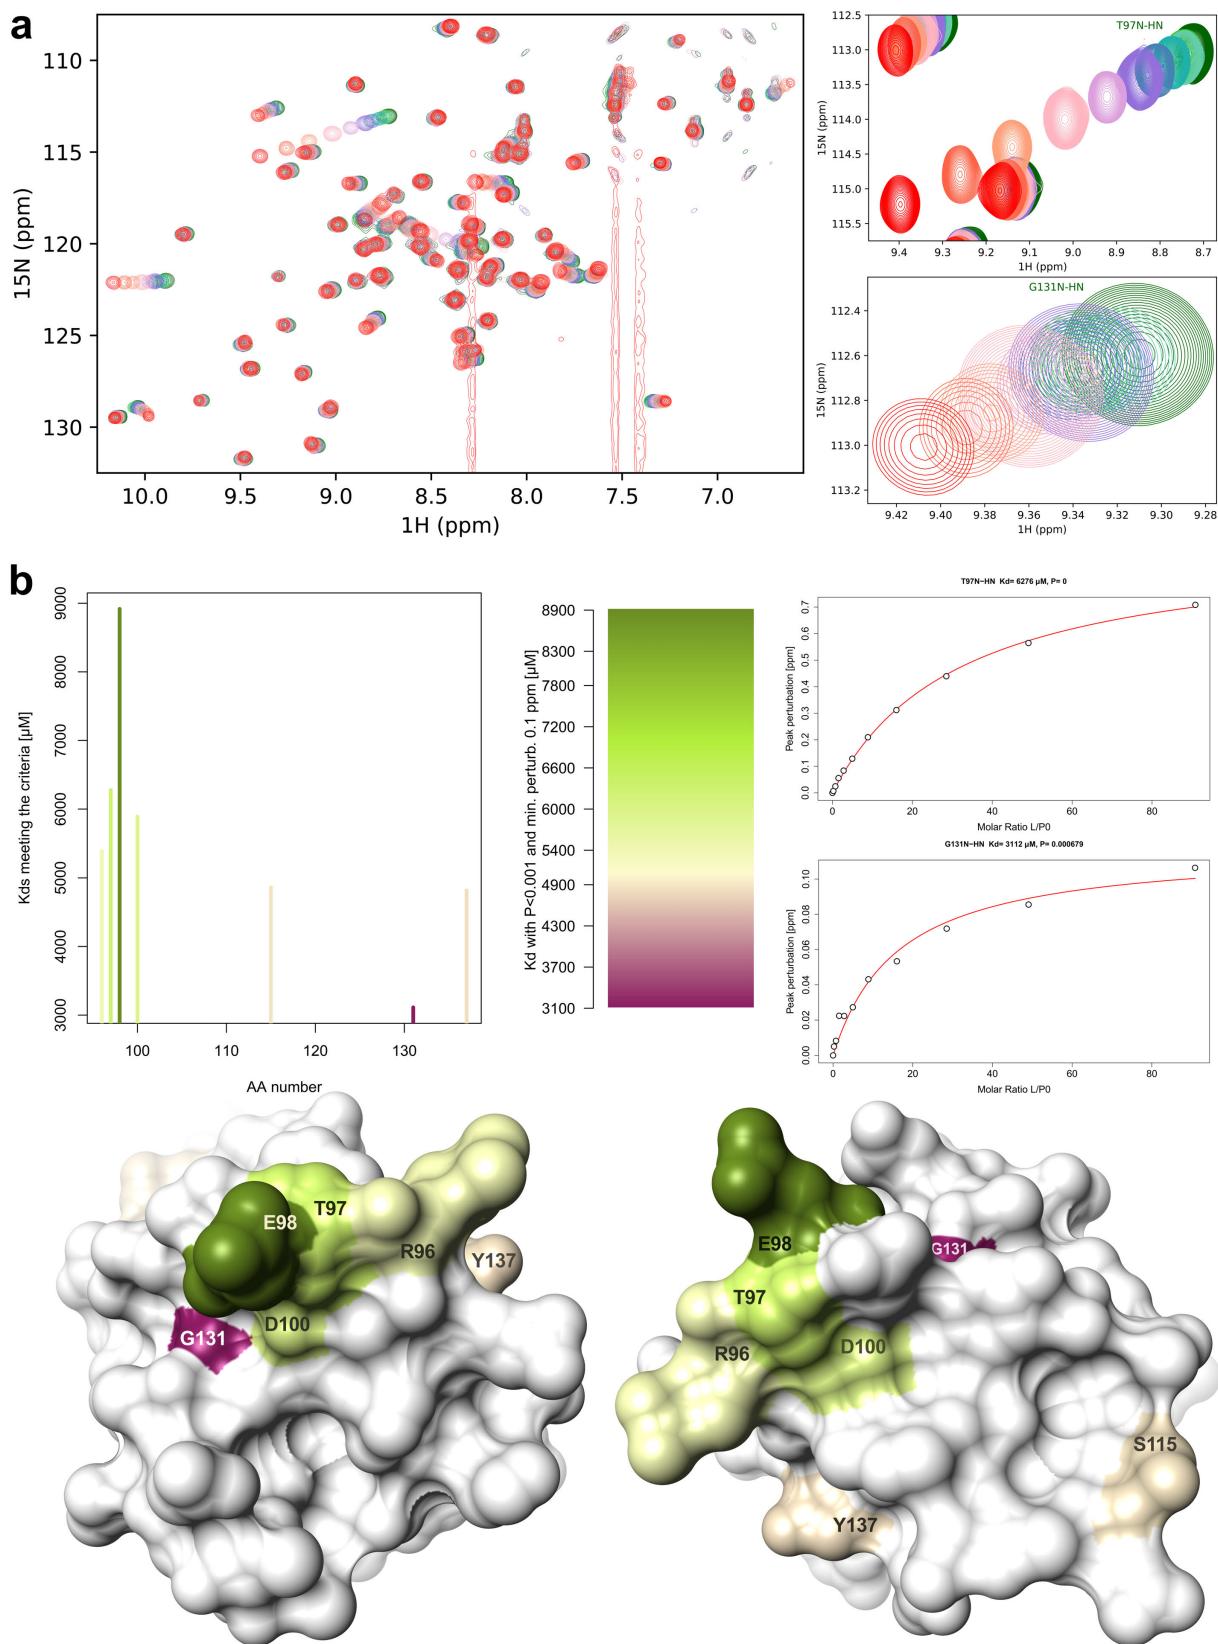 a
110
115
120
125
130
15N (ppm)
10.0 9.5 9.0 8.5 8.0 7.5 7.0
1H (ppm)
T97N-HN
112.5
113.0
113.5
114.0
114.5
115.0
115.5
15N (ppm)
9.4 9.3 9.2 9.1 9.0 8.9 8.8 8.7
1H (ppm)
G131N-HN
112.4
112.6
112.8
113.0
113.2
15N (ppm)
9.42 9.40 9.38 9.36 9.34 9.32 9.30 9.28
1H (ppm)
b
9000
8000
7000
6000
5000
4000
3000
Kds meeting the criteria [µM]
100 110 120 130
AA number
Kd with P<0.001 and min. perturb. 0.1 ppm [µM]
8900
8300
7800
7200
6600
6000
5400
4900
4300
3700
3100
T97N−HN Kd= 6276 µM, P= 0
0.7
0.6
0.5
0.4
0.3
0.2
0.1
0.0
Peak perturbation [ppm]
0 20 40 60 80
Molar Ratio L/P0
G131N−HN Kd= 3112 µM, P= 0.000679
0.10
0.08
0.06
0.04
0.02
0.00
Peak perturbation [ppm]
0 20 40 60 80
Molar Ratio L/P0
T97
E98
R96
Y137
D100
G131
E98
G131
T97
R96
D100
S115
Y137